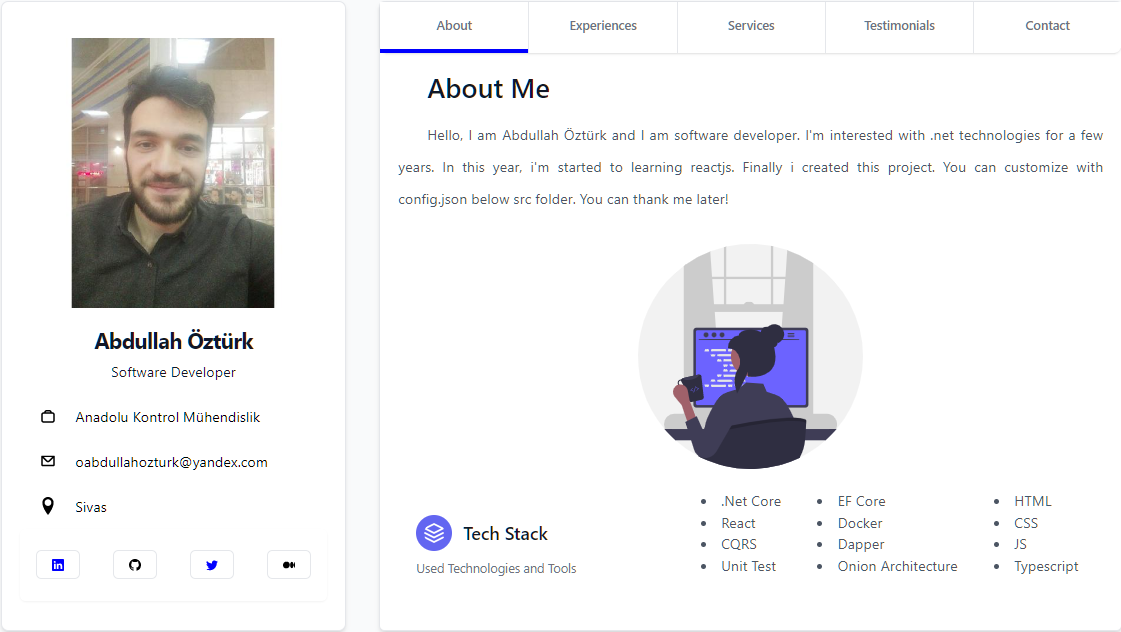 Abdullah Öztürk
Software Developer
Anadolu Kontrol Mühendislik
oabdullahozturk@yandex.com
Sivas
About
Experiences
Services
Testimonials
Contact
About Me
Hello, I am Abdullah Öztürk and I am software developer. I'm interested with .net technologies for a few
years. In this year, i'm started to learning reactjs. Finally i created this project. You can customize with
config.json below src folder. You can thank me later!
Tech Stack
Used Technologies and Tools
.Net Core
React
CQRS
Unit Test
EF Core
Docker
Dapper
Onion Architecture
HTML
CSS
JS
Typescript